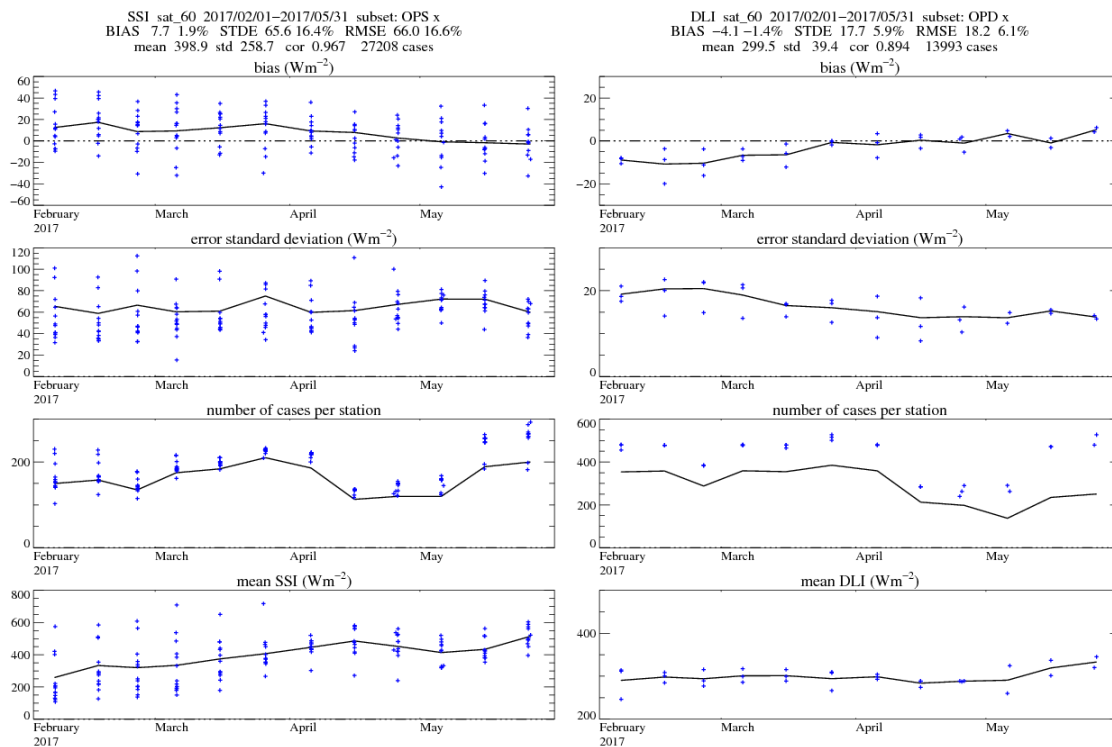 SSI sat_60 2017/02/01−2017/05/31 subset: OPS x
BIAS 7.7 1.9% STDE 65.6 16.4% RMSE 66.0 16.6%
mean 398.9 std 258.7 cor 0.967 27208 cases
bias (Wm−2)
60
40
20
0
−20
−40
−60
February March April May
2017
error standard deviation (Wm−2)
120
100
80
60
40
20
0
February March April May
2017
number of cases per station
200
0
February March April May
2017
mean SSI (Wm−2)
800
600
400
200
0
February March April May
2017
DLI sat_60 2017/02/01−2017/05/31 subset: OPD x
BIAS −4.1 −1.4% STDE 17.7 5.9% RMSE 18.2 6.1%
mean 299.5 std 39.4 cor 0.894 13993 cases
bias (Wm−2)
20
0
−20
February March April May
2017
error standard deviation (Wm−2)
20
0
February March April May
2017
number of cases per station
600
400
200
0
February March April May
2017
mean DLI (Wm−2)
400
200
February March April May
2017